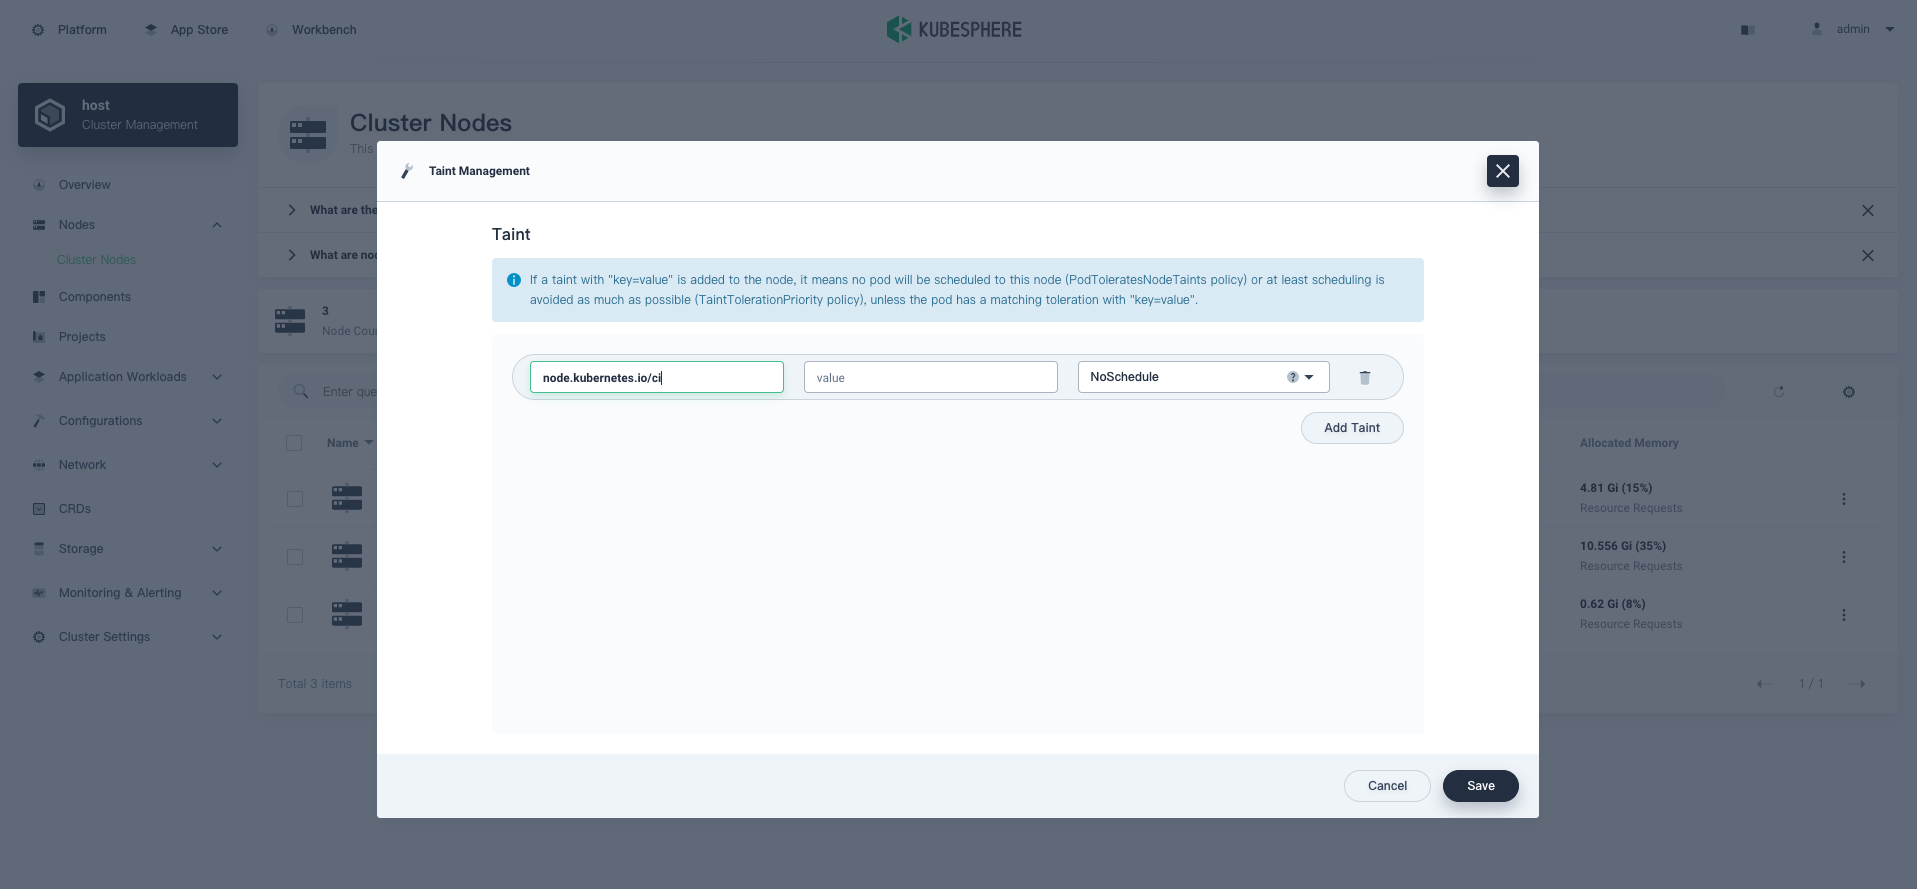 Platform
App Store
Workbench
KUBESPHERE
admin
host
Cluster Management
Overview
Nodes
Cluster Nodes
Components
Projects
Application Workloads
Configurations
Network
CRDs
Storage
Monitoring & Alerting
Cluster Settings
Cluster Nodes
This
What are the
What are
3
Node
Enter
Name
Allocated Memory
4.81 Gi (15%)
Resource Requests
10.556 Gi (35%)
Resource Requests
0.62 Gi (8%)
Resource Requests
Total 3 items
1 / 1
Taint Management
Taint
If a taint with "key=value" is added to the node, it means no pod will be scheduled to this node (PodToleratesNodeTaints policy) or at least scheduling is
avoided as much as possible (TaintTolerationPriority policy), unless the pod has a matching toleration with "key=value".
node.kubernetes.io/ci
value
NoSchedule
Add Taint
Cancel
Save